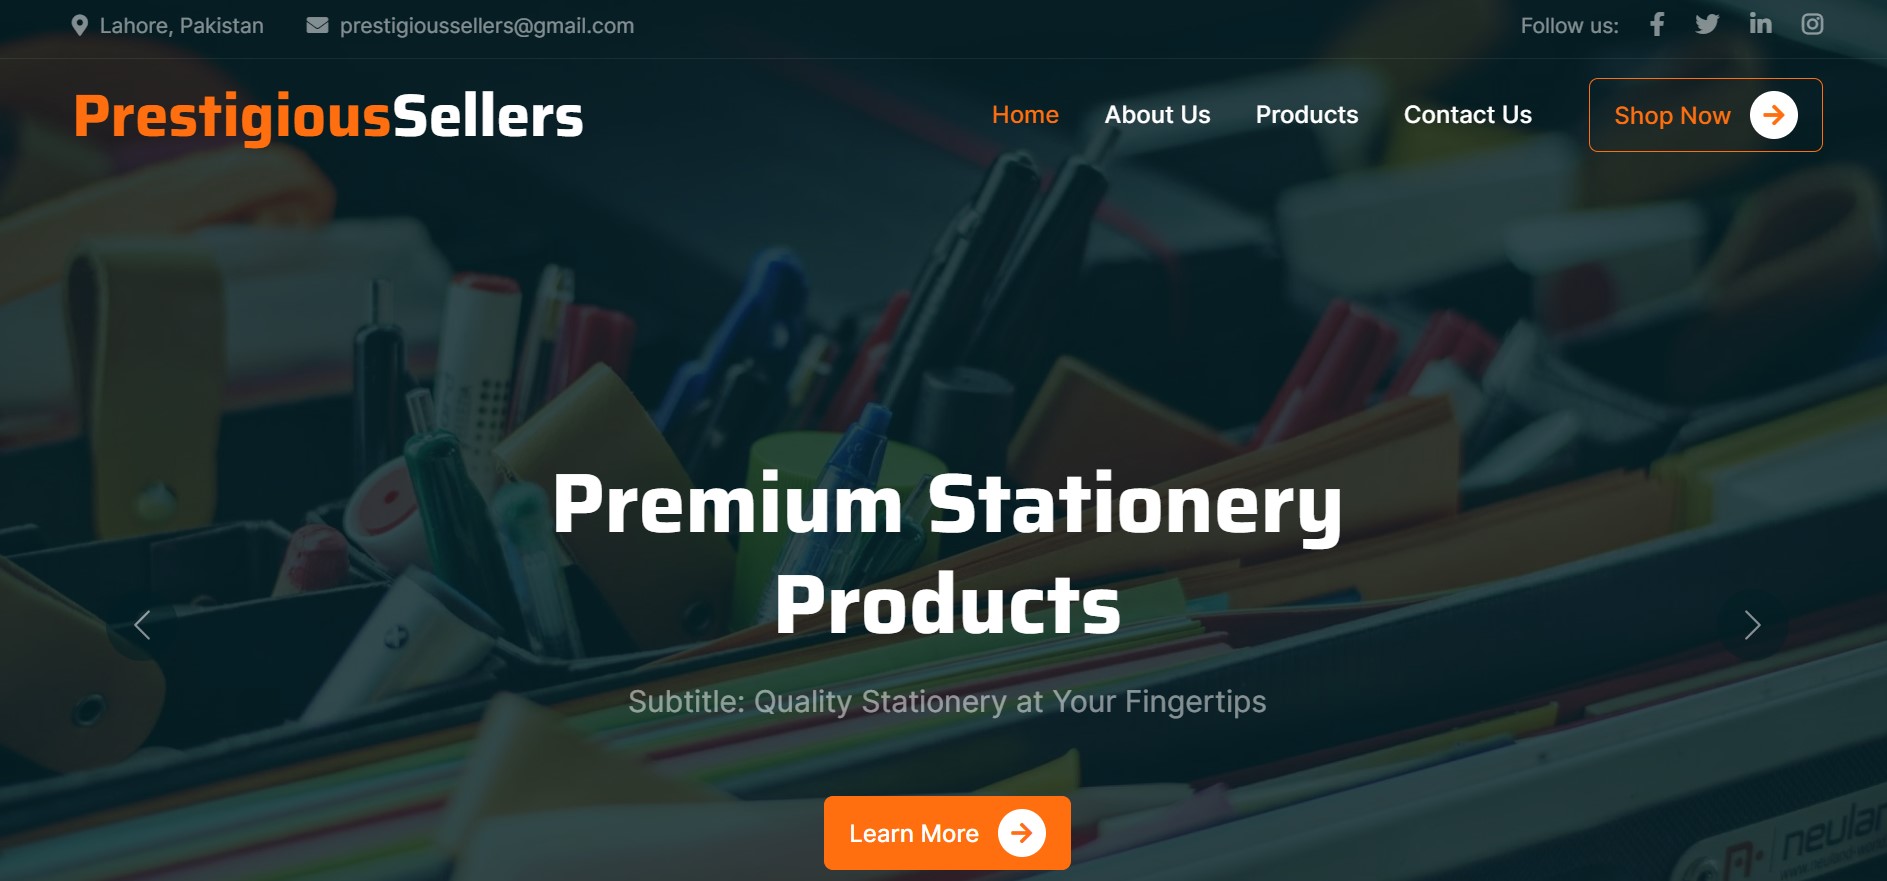 Lahore, Pakistan
prestigioussellers@gmail.com
Follow us:
PrestigiousSellers
Home
About Us
Products
Contact Us
Shop Now
Premium Stationery
Products
Subtitle: Quality Stationery at Your Fingertips
Learn More
neular